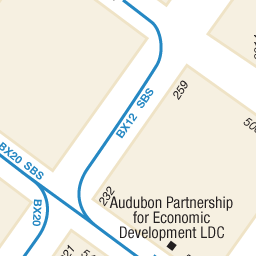 259
BX12 SBS
BX20 SBS
BX20
232
Audubon Partnership
for Economic
Development LDC